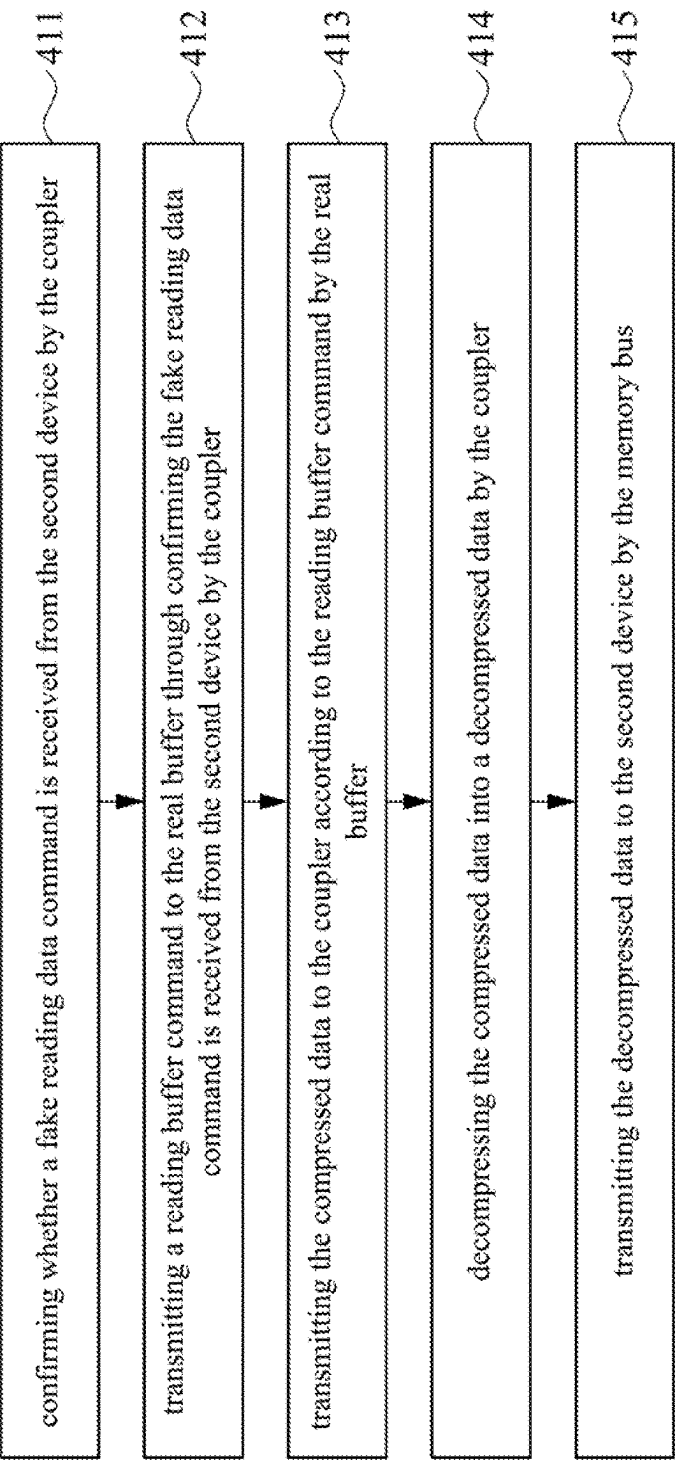 confirming whether a fake reading data command is received from the second device by the coupler
411
transmitting a reading buffer command to the real buffer through confirming the fake reading data
command is received from the second device by the coupler
412
transmitting the compressed data to the coupler according to the reading buffer command by the real
buffer
413
decompressing the compressed data into a decompressed data by the coupler
414
transmitting the decompressed data to the second device by the memory bus
415